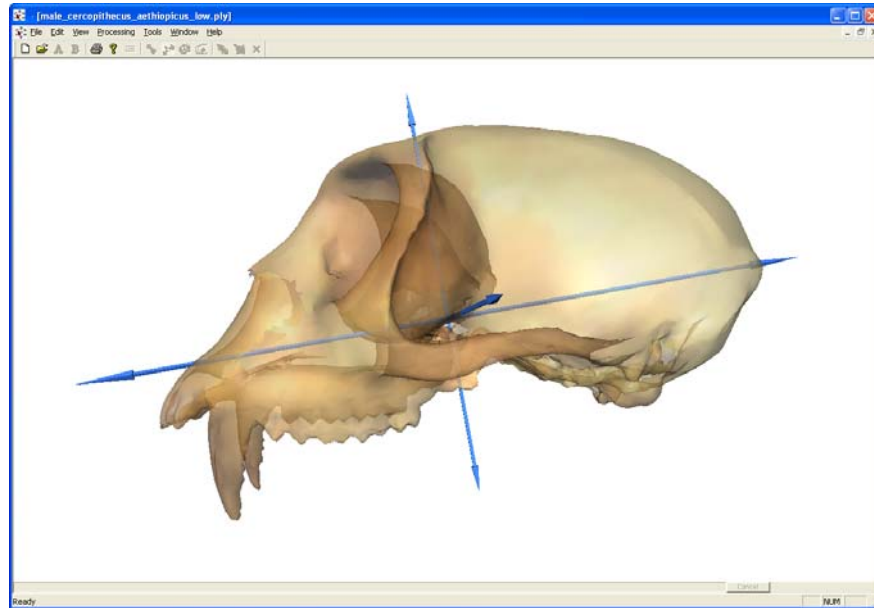 - [male_cercopithecus_aethiopicus_low.ply]
File Edit View Processing Tools Window Help
A B ?
Cancel
Ready NUM